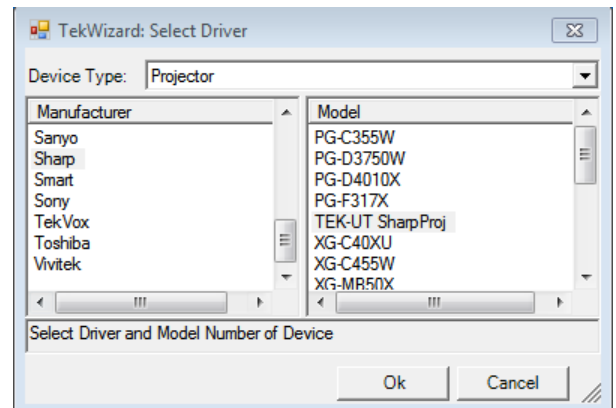 TekWizard: Select Driver
Device Type: Projector
Manufacturer
Sanyo
Sharp
Smart
Sony
TekVox
Toshiba
Vivitek
Model
PG-C355W
PG-D3750W
PG-D4010X
PG-F317X
TEK-UT SharpProj
XG-C40XU
XG-C455W
XG-MB50X
Select Driver and Model Number of Device
Ok Cancel